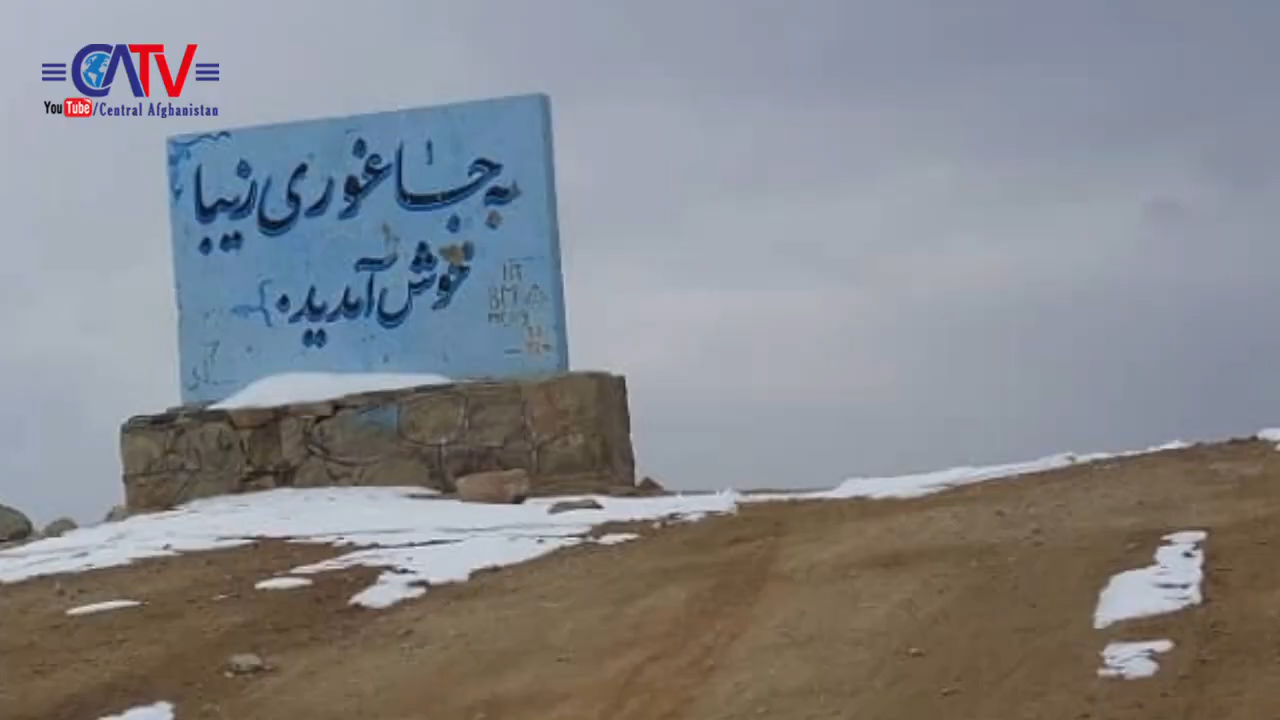 CATV
YouTube/Central Afghanistan
به جاغوری زیبا
خوش آمدید.